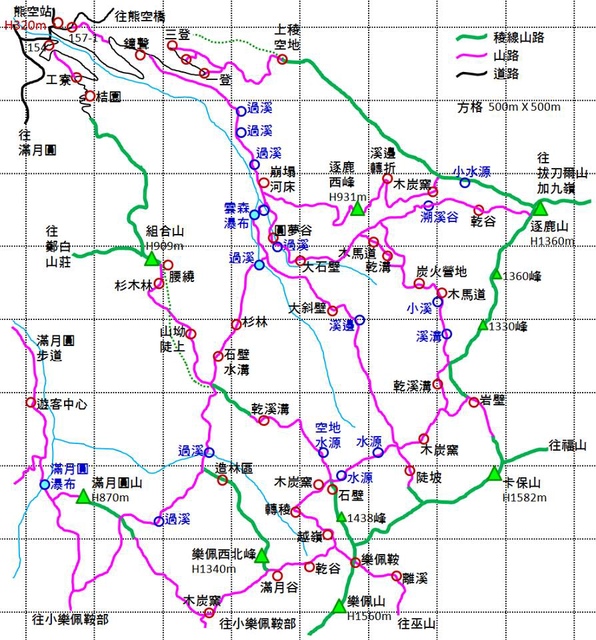 熊空站
H320m
往熊空橋
157-1
154
鐘聲
三登
一登
上稜
空地
稜線山路
山路
道路
方格 500m X 500m
工寮
桔園
往
滿月圓
過溪
過溪
過溪
崩塌
河床
逐鹿
西峰
H931m
溪邊
轉折
木炭窯
小水源
往
拔刀爾山
加九嶺
雲森
瀑布
溯溪谷
乾谷
逐鹿山
H1360m
圓夢谷
過溪
往
鄭白
山莊
組合山
H909m
腰繞
杉木林
過溪
大石壁
木馬道
乾溝
炭火營地
木馬道
1360峰
小溪
大斜壁
溪邊
1330峰
溪溝
山坳
陡上
杉林
石壁
水溝
滿月圓
步道
遊客中心
乾溪溝
乾溪溝
岩壁
空地
水源
水源
木炭窯
往福山
過溪
造林區
滿月圓
瀑布
滿月圓山
H870m
木炭窯
水源
石壁
陡坡
卡保山
H1582m
轉稜
1438峰
過溪
越嶺
樂佩西北峰
H1340m
乾谷
樂佩鞍
滿月谷
離溪
木炭窯
樂佩山
H1560m
往小樂佩鞍部
往小樂佩鞍部
往巫山